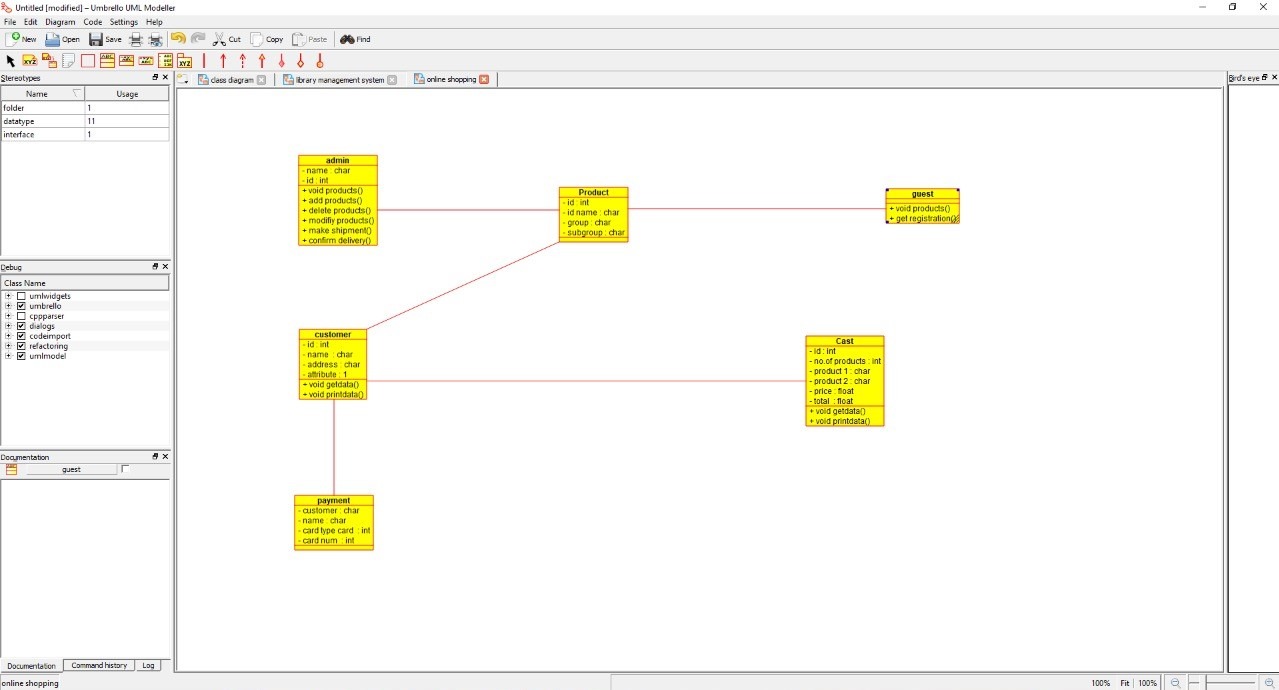 Untitled [modified] – Umbrello UML Modeller
File Edit Diagram Code Settings Help
New Open Save Cut Copy Paste Find
Stereotypes
Name Usage
folder 1
datatype 11
interface 1
Debug
Class Name
umlwidgets
umbrello
cppparser
dialogs
codeimport
refactoring
umlmodel
Documentation
guest
Documentation Command history Log
online shopping
class diagram library management system online shopping
Bird's eye
admin
- name : char
- id : int
+ void products()
+ add products()
+ delete products()
+ modifiy products()
+ make shipment()
+ confirm delivery()
Product
- id : int
- id name : char
- group : char
- subgroup : char
guest
+ void products()
+ get registration()
customer
- id : int
- name : char
- address : char
- attribute : 1
+ void getdata()
+ void printdata()
Cast
- id : int
- no.of products : int
- product 1 : char
- product 2 : char
- price : float
- total : float
+ void getdata()
+ void printdata()
payment
- customer : char
- name : char
- card type card : int
- card num : int
100% Fit 100%